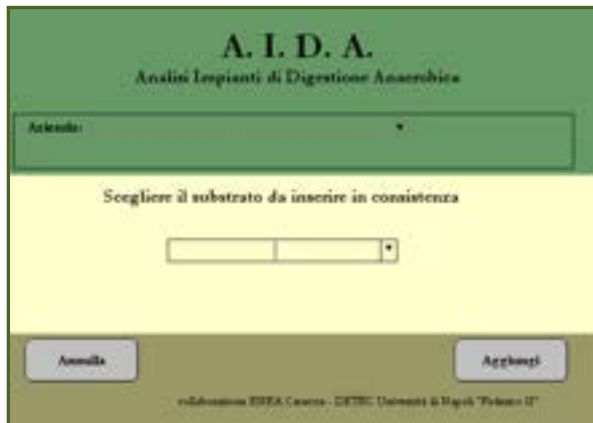 A. I. D. A.
Analisi Impianti di Digestione Anaerobica
Azienda:
Scegliere il substrato da inserire in consistenza
Annulla
Aggiungi
collaborazione ENEA Casaccia - DETEC Università di Napoli "Federico II"